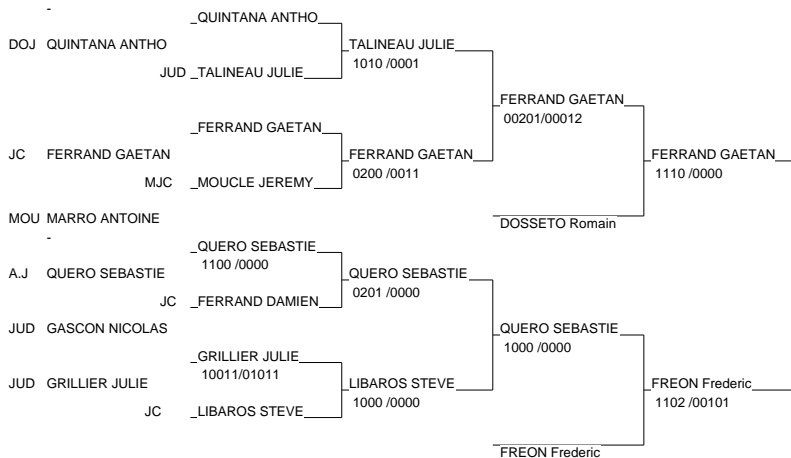 -
_QUINTANA ANTHO
DOJ QUINTANA ANTHO
TALINEAU JULIE
1010 /0001
JUD _TALINEAU JULIE
FERRAND GAETAN
00201/00012
_FERRAND GAETAN
JC FERRAND GAETAN
FERRAND GAETAN
0200 /0011
FERRAND GAETAN
1110 /0000
MJC _MOUCLE JEREMY
MOU MARRO ANTOINE
DOSSETO Romain
-
_QUERO SEBASTIE
1100 /0000
A.J QUERO SEBASTIE
QUERO SEBASTIE
0201 /0000
JC _FERRAND DAMIEN
JUD GASCON NICOLAS
QUERO SEBASTIE
1000 /0000
_GRILLIER JULIE
10011/01011
JUD GRILLIER JULIE
LIBAROS STEVE
1000 /0000
FREON Frederic
1102 /00101
JC _LIBAROS STEVE
FREON Frederic